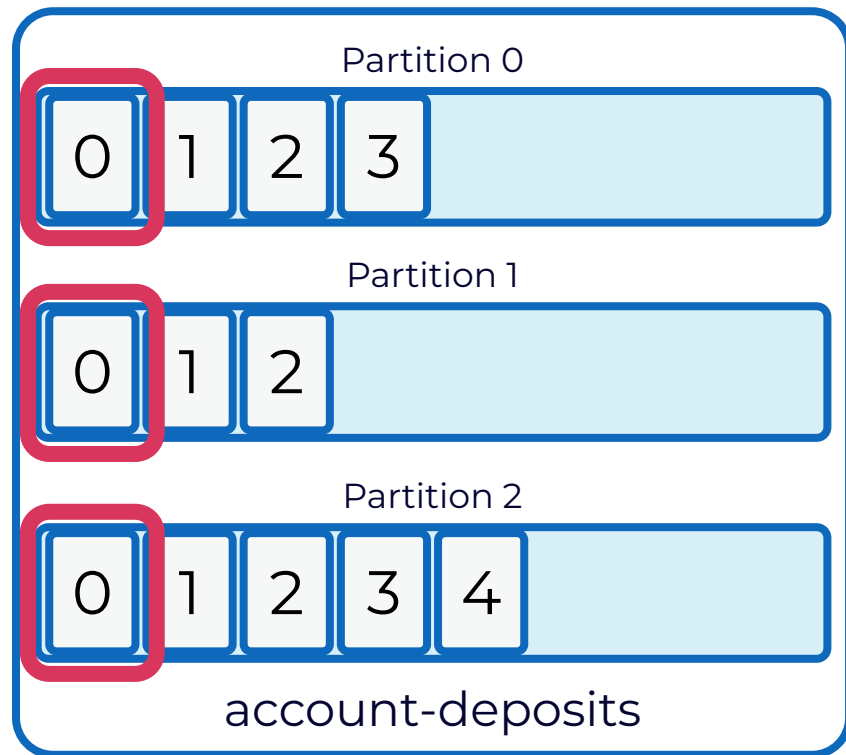 Partition 0
0 1 2 3
Partition 1
0 1 2
Partition 2
0 1 2 3 4
account-deposits